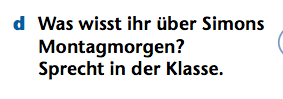 d Was wisst ihr über Simons
Montagmorgen?
Sprecht in der Klasse.